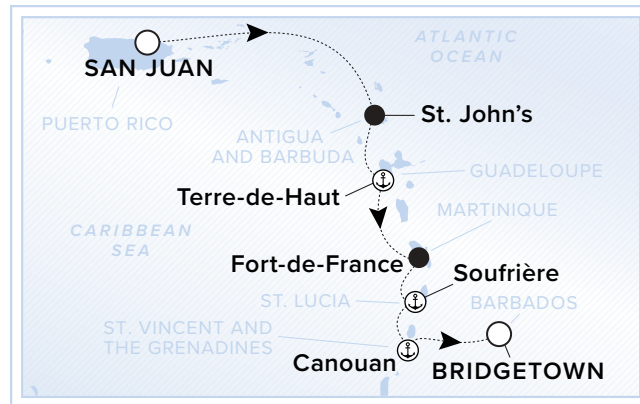 ATLANTIC
OCEAN
SAN JUAN
PUERTO RICO
St. John's
ANTIGUA
AND BARBUDA
GUADELOUPE
Terre-de-Haut
MARTINIQUE
CARIBBEAN
SEA
Fort-de-France
Soufrière
ST. LUCIA
BARBADOS
ST. VINCENT AND
THE GRENADINES
Canouan
BRIDGETOWN